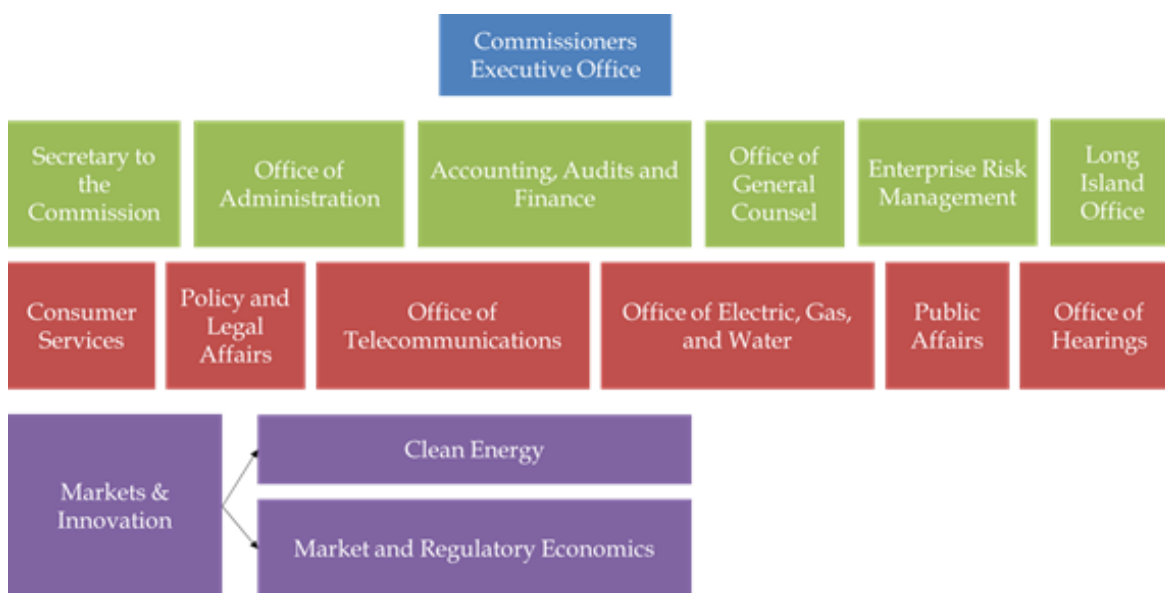 Commissioners
Executive Office
Secretary to
the
Commission
Office of
Administration
Accounting, Audits and
Finance
Office of
General
Counsel
Enterprise Risk
Management
Long
Island
Office
Consumer
Services
Policy and
Legal
Affairs
Office of
Telecommunications
Office of Electric, Gas,
and Water
Public
Affairs
Office of
Hearings
Markets &
Innovation
Clean Energy
Market and Regulatory Economics